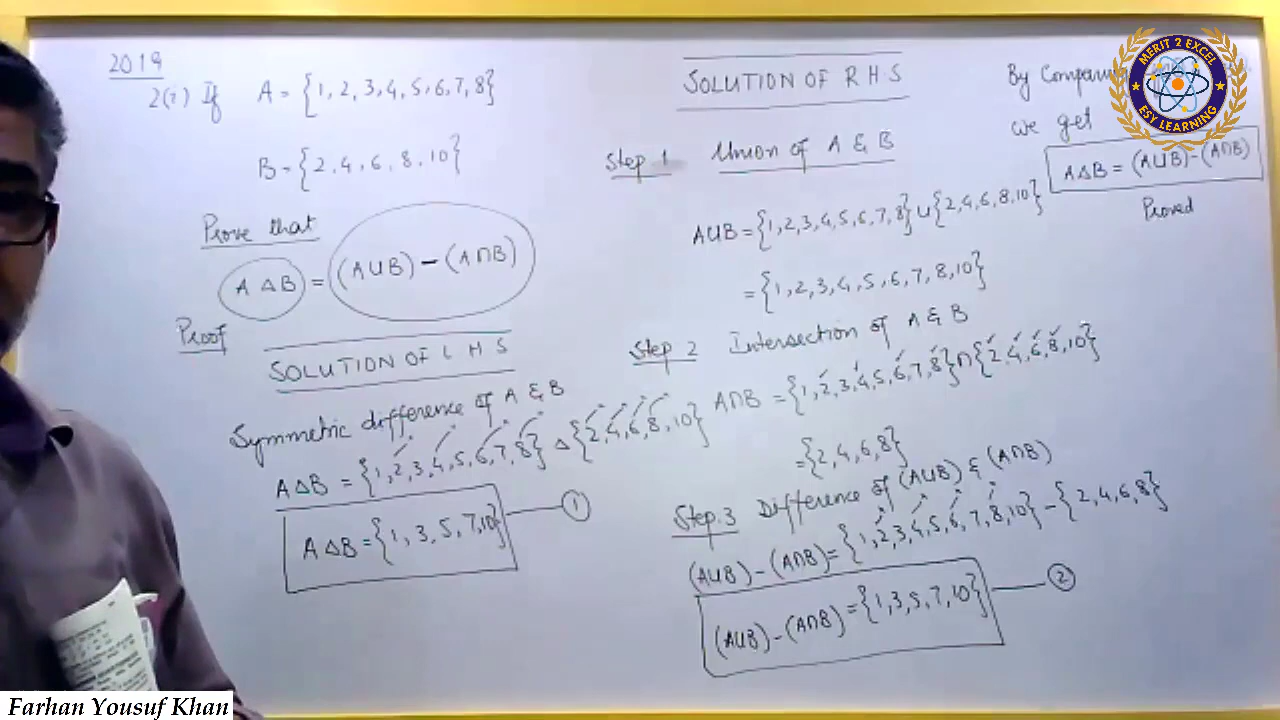 2019
2(i) If A = {1, 2, 3, 4, 5, 6, 7, 8}
B = {2, 4, 6, 8, 10}
Prove that
A Δ B = (A U B) - (A ∩ B)
Proof
SOLUTION OF L H S
Symmetric difference of A & B
A Δ B = {1, 2, 3, 4, 5, 6, 7, 8} Δ {2, 4, 6, 8, 10}
A Δ B = {1, 3, 5, 7, 10} ①
SOLUTION OF R H S
Step 1 Union of A & B
A U B = {1, 2, 3, 4, 5, 6, 7, 8} U {2, 4, 6, 8, 10}
= {1, 2, 3, 4, 5, 6, 7, 8, 10}
Step 2 Intersection of A & B
A ∩ B = {1, 2, 3, 4, 5, 6, 7, 8} ∩ {2, 4, 6, 8, 10}
= {2, 4, 6, 8}
Step: 3 Difference of (A U B) & (A ∩ B)
(A U B) - (A ∩ B) = {1, 2, 3, 4, 5, 6, 7, 8, 10} - {2, 4, 6, 8}
(A U B) - (A ∩ B) = {1, 3, 5, 7, 10} ②
By
we get
A Δ B = (A U B) - (A ∩ B)
Proved
MERIT 2 EXCEL
ESY LEARNING
Farhan Yousuf Khan